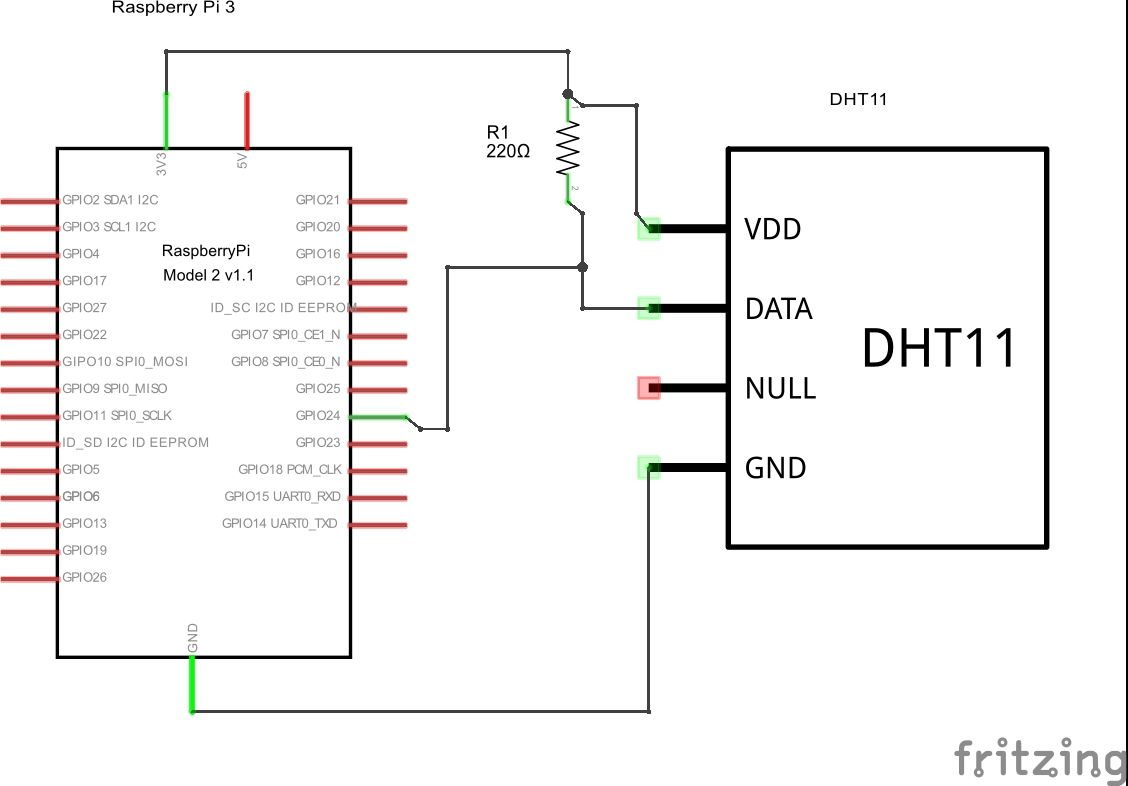 Raspberry Pi 3
DHT11
3V3
5V
R1
220Ω
1
2
GPIO2 SDA1 I2C
GPIO3 SCL1 I2C
GPIO4
GPIO17
GPIO27
GPIO22
GIPO10 SPI0_MOSI
GPIO9 SPI0_MISO
GPIO11 SPI0_SCLK
ID_SD I2C ID EEPROM
GPIO5
GPIO6
GPIO13
GPIO19
GPIO26
RaspberryPi
Model 2 v1.1
GPIO21
GPIO20
GPIO16
GPIO12
ID_SC I2C ID EEPROM
GPIO7 SPI0_CE1_N
GPIO8 SPI0_CE0_N
GPIO25
GPIO24
GPIO23
GPIO18 PCM_CLK
GPIO15 UART0_RXD
GPIO14 UART0_TXD
GND
VDD
DATA
NULL
GND
DHT11
fritzing